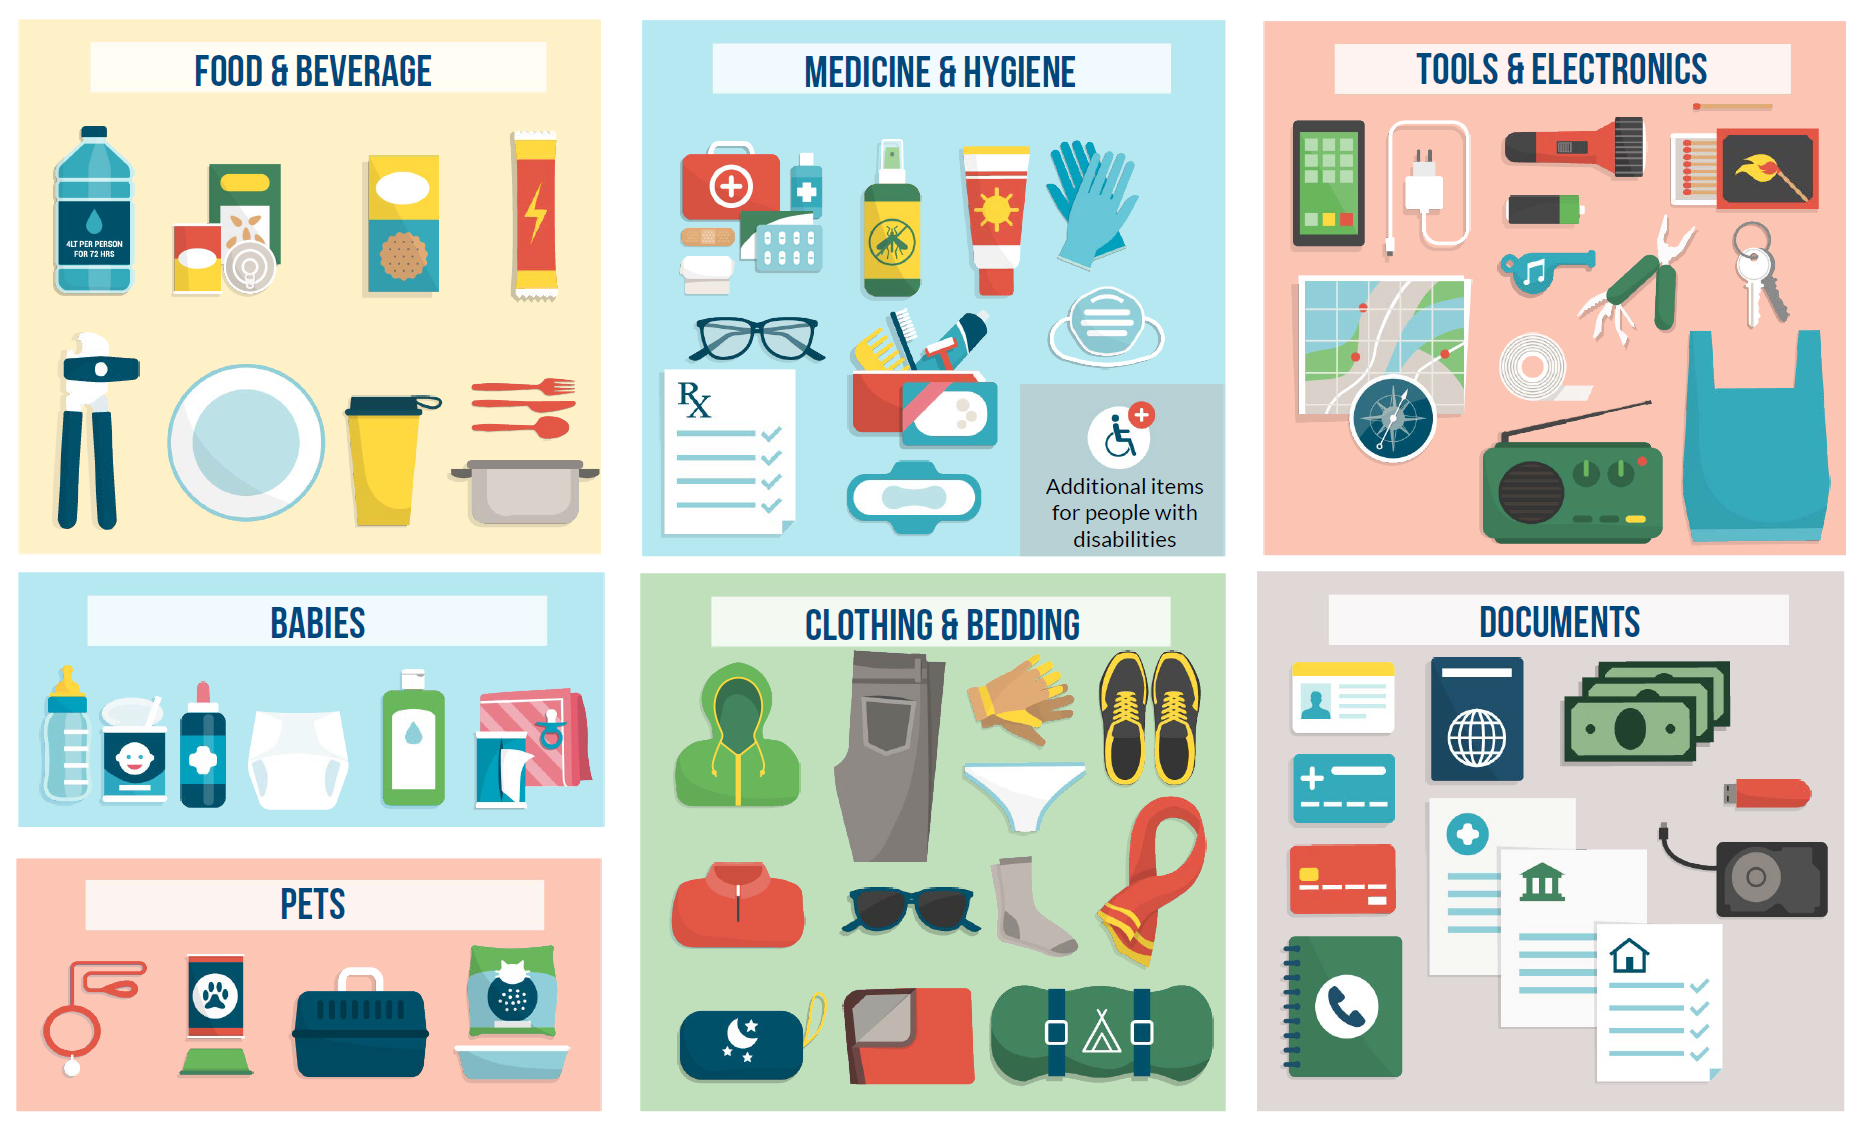 FOOD & BEVERAGE
4LT PER PERSON
FOR 72 HRS
MEDICINE & HYGIENE
Rx
Additional items
for people with
disabilities
TOOLS & ELECTRONICS
BABIES
PETS
CLOTHING & BEDDING
DOCUMENTS